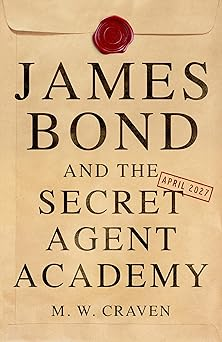 JAMES
BOND
AND THE
SECRET
APRIL 2027
AGENT
ACADEMY
M. W. CRAVEN